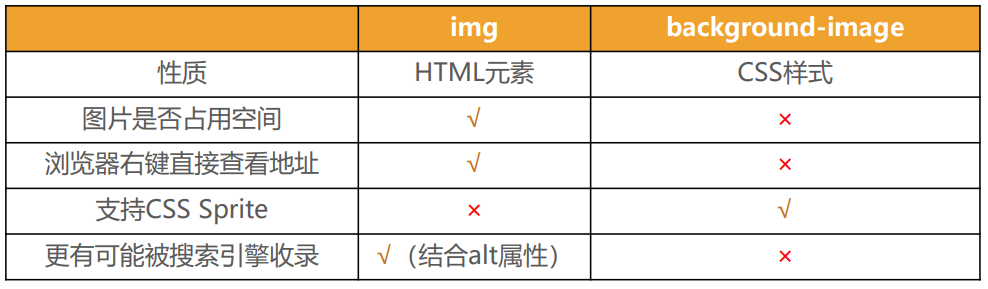 img background-image
性质 HTML元素 CSS样式
图片是否占用空间 √ ×
浏览器右键直接查看地址 √ ×
支持CSS Sprite × √
更有可能被搜索引擎收录 √（结合alt属性） ×